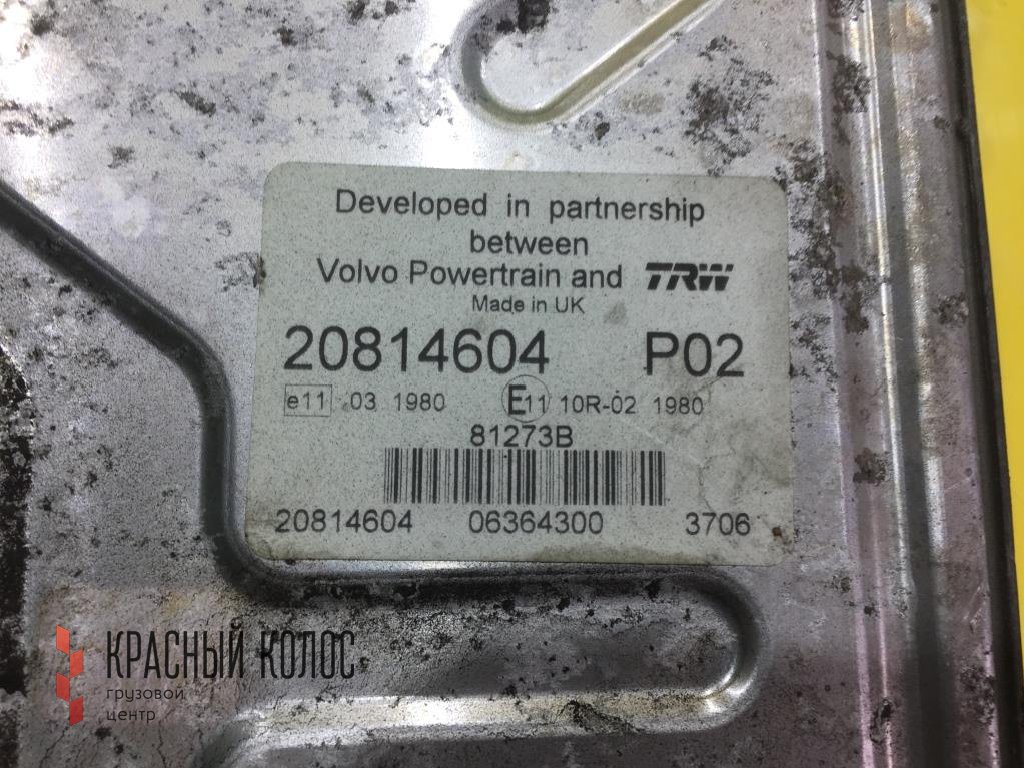 Developed in partnership
between
Volvo Powertrain and TRW
Made in UK
20814604 P02
e11 .03 1980 E11 10R-02 1980
81273B
20814604 06364300 3706
КРАСНЫЙ КОЛОС
грузовой
центр